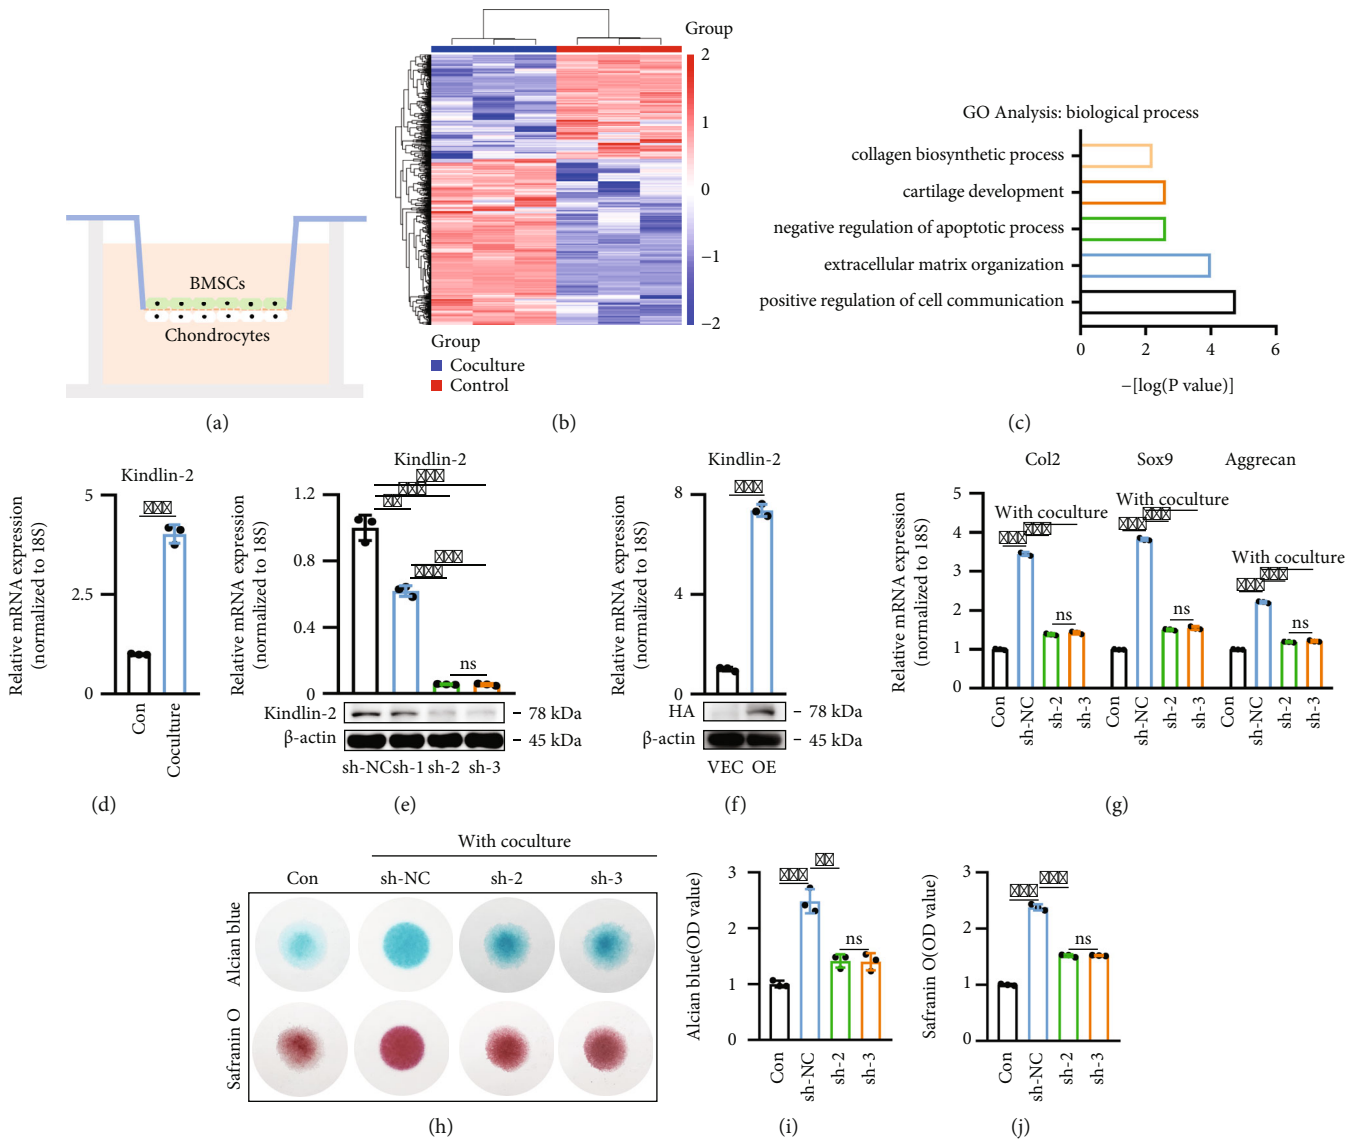 BMSCs
Chondrocytes
(a)
Group
2
1
0
−1
−2
Group
Coculture
Control
(b)
GO Analysis: biological process
collagen biosynthetic process
cartilage development
negative regulation of apoptotic process
extracellular matrix organization
positive regulation of cell communication
0 2 4 6
−[log(P value)]
(c)
Kindlin-2
Relative mRNA expression
(normalized to 18S)
5
2.5
0
Con
Coculture
(d)
Kindlin-2
Relative mRNA expression
(normalized to 18S)
1.2
0.8
0.4
0
ns
Kindlin-2
78 kDa
β-actin
45 kDa
sh-NC sh-1 sh-2 sh-3
(e)
Kindlin-2
Relative mRNA expression
(normalized to 18S)
8
4
0
HA
78 kDa
β-actin
45 kDa
VEC OE
(f)
Col2 Sox9 Aggrecan
Relative mRNA expression
(normalized to 18S)
5
4
3
2
1
0
With coculture
With coculture
With coculture
ns
ns
ns
Con
sh-NC
sh-2
sh-3
Con
sh-NC
sh-2
sh-3
Con
sh-NC
sh-2
sh-3
(g)
With coculture
Con sh-NC sh-2 sh-3
Alcian blue
Safranin O
(h)
Alcian blue(OD value)
3
2
1
0
ns
Con
sh-NC
sh-2
sh-3
(i)
Safranin O(OD value)
3
2
1
0
ns
Con
sh-NC
sh-2
sh-3
(j)